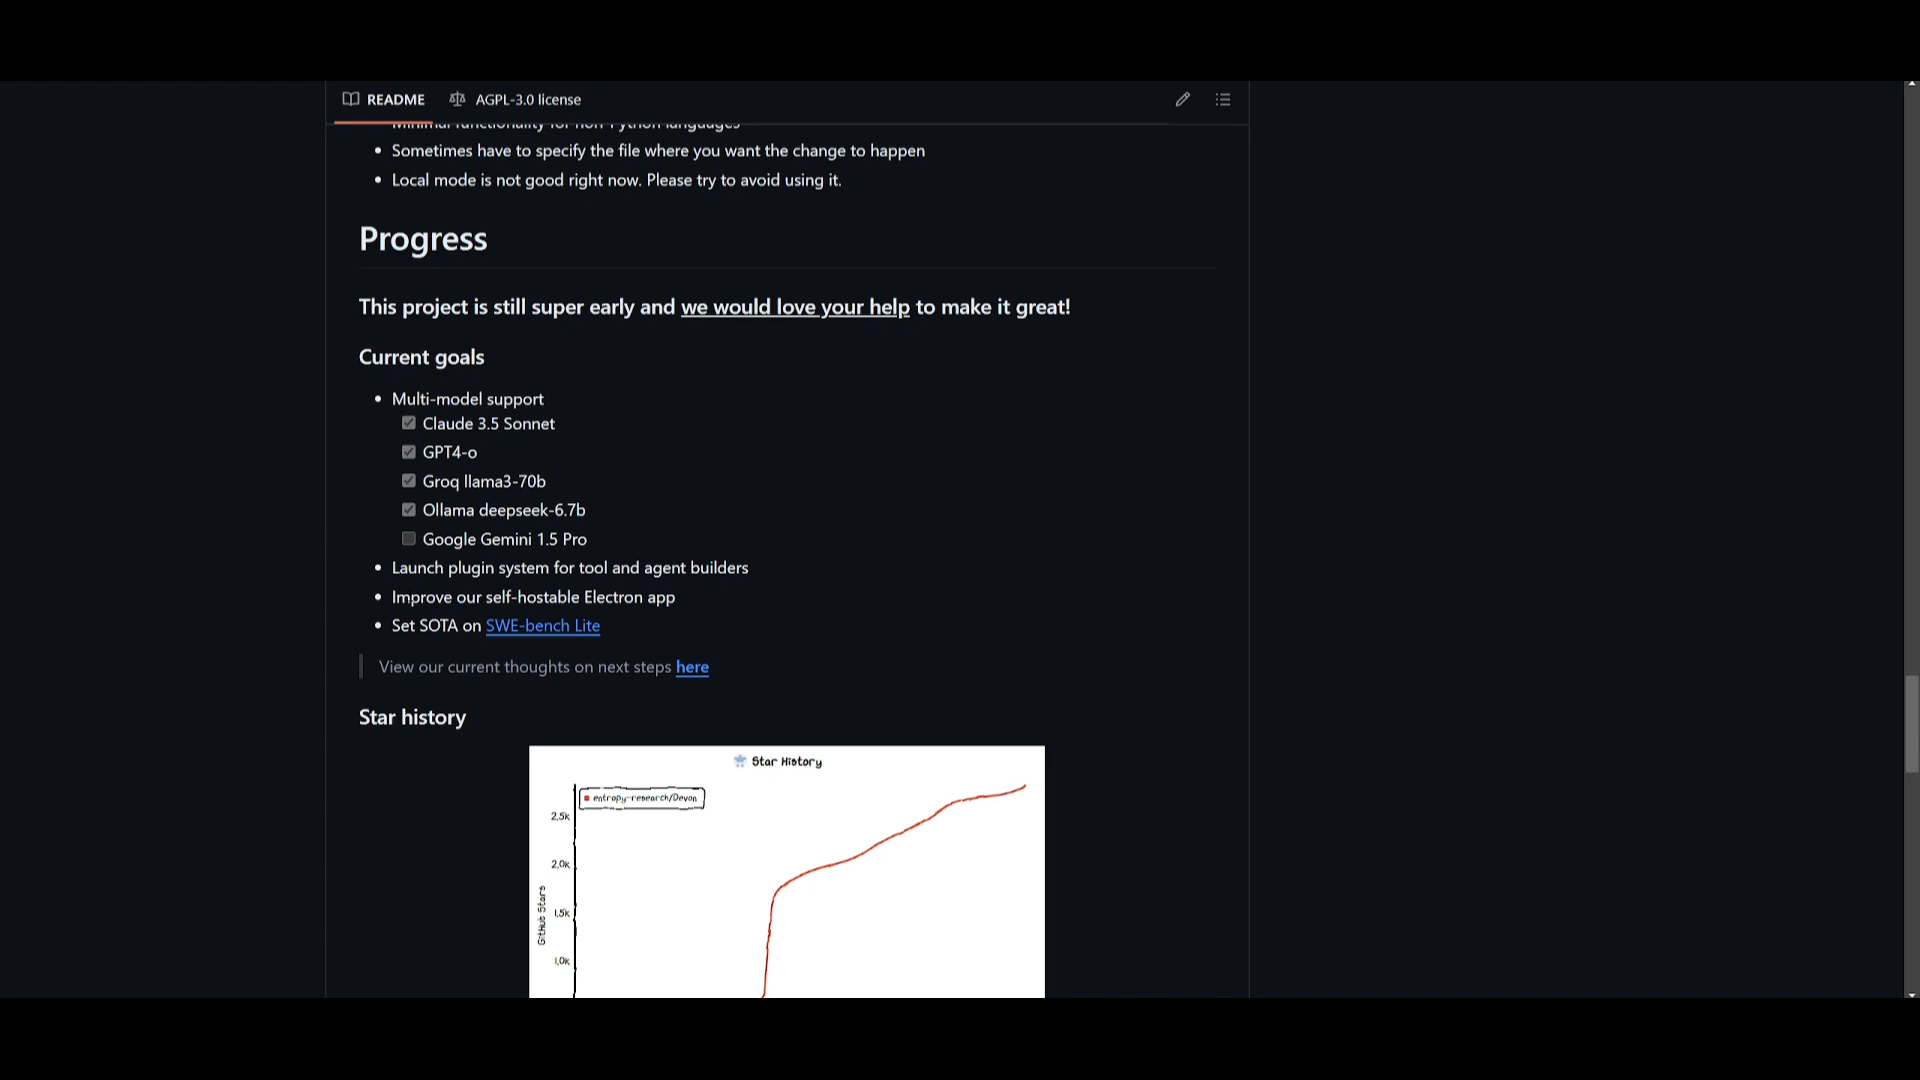 README
AGPL-3.0 license
Minimal functionality for non-Python languages
Sometimes have to specify the file where you want the change to happen
Local mode is not good right now. Please try to avoid using it.
Progress
This project is still super early and we would love your help to make it great!
Current goals
Multi-model support
Claude 3.5 Sonnet
GPT4-o
Groq llama3-70b
Ollama deepseek-6.7b
Google Gemini 1.5 Pro
Launch plugin system for tool and agent builders
Improve our self-hostable Electron app
Set SOTA on SWE-bench Lite
View our current thoughts on next steps here
Star history
Star History
entropy-research/Devon
2.5k
2.0k
1.5k
1.0k
GitHub Stars